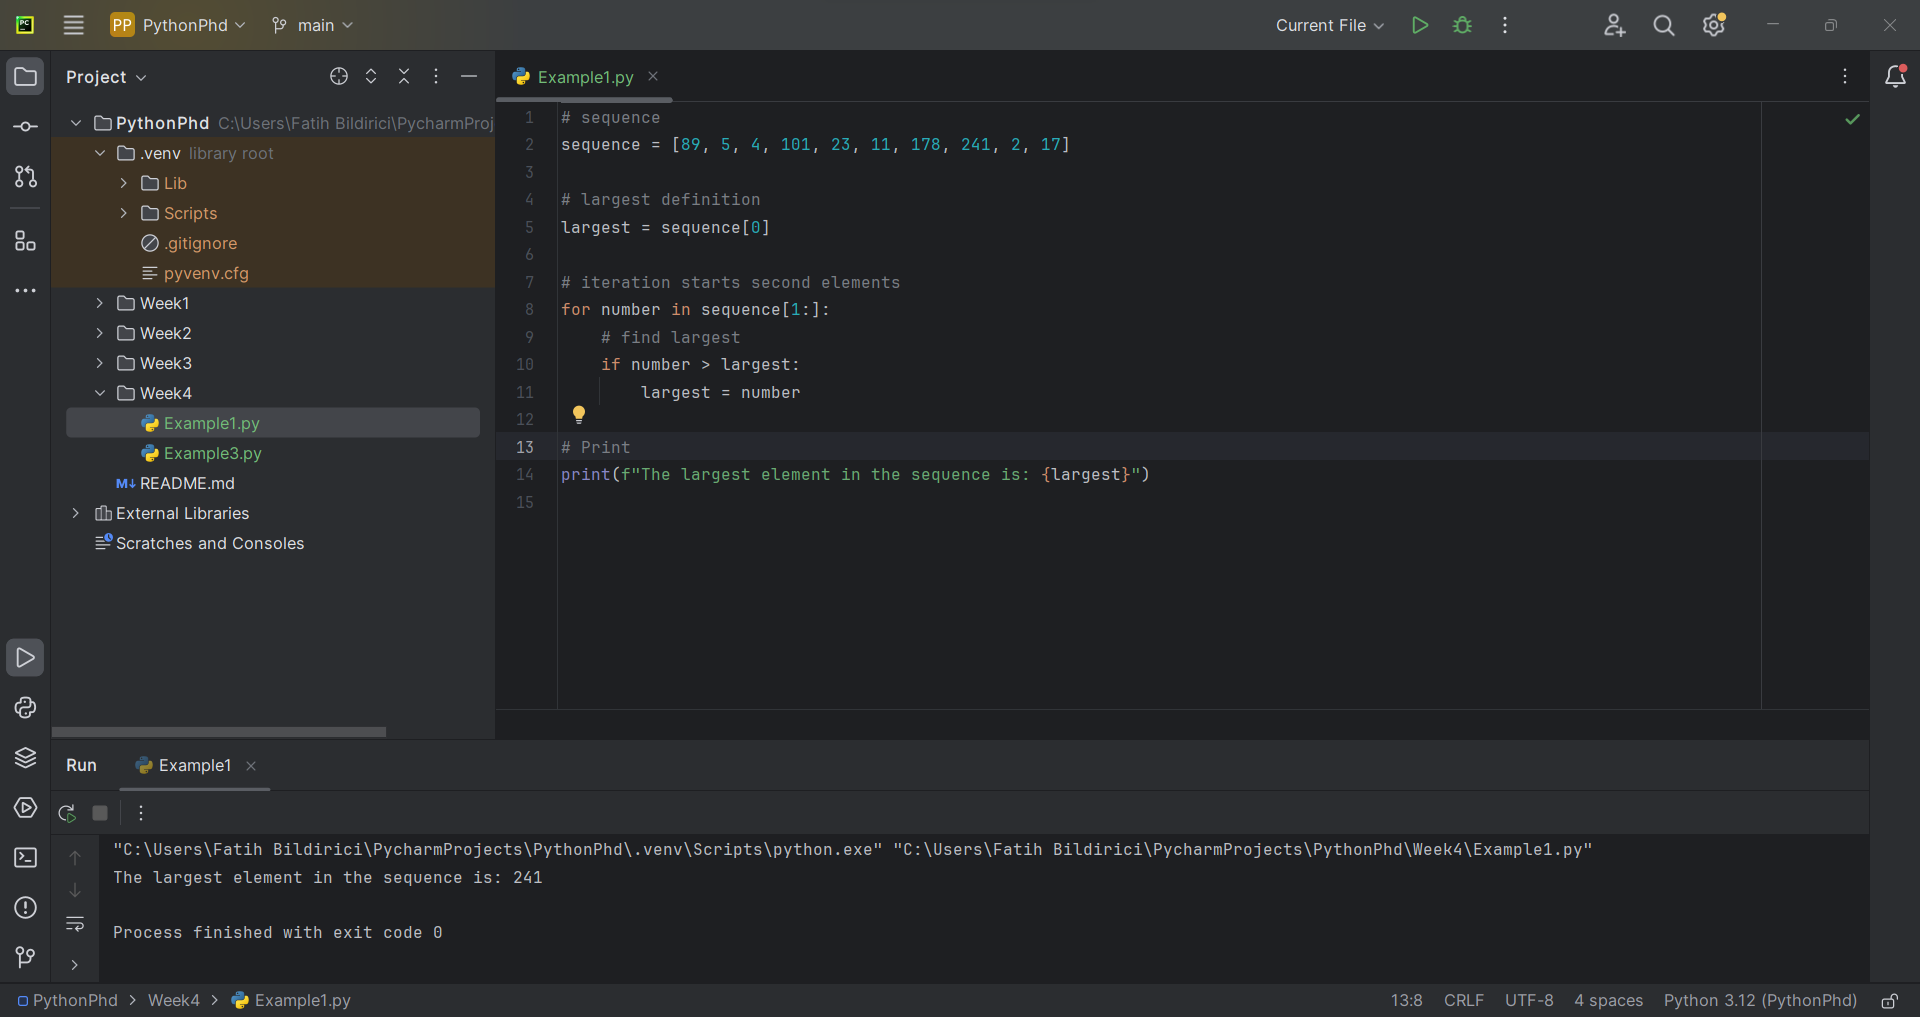 PC
PP PythonPhd main Current File
Project
Example1.py
PythonPhd C:\Users\Fatih Bildirici\PycharmProj
.venv library root
Lib
Scripts
.gitignore
pyvenv.cfg
Week1
Week2
Week3
Week4
Example1.py
Example3.py
M↓ README.md
External Libraries
Scratches and Consoles
1 # sequence
2 sequence = [89, 5, 4, 101, 23, 11, 178, 241, 2, 17]
3
4 # largest definition
5 largest = sequence[0]
6
7 # iteration starts second elements
8 for number in sequence[1:]:
9     # find largest
10     if number > largest:
11         largest = number
12
13 # Print
14 print(f"The largest element in the sequence is: {largest}")
15
Run Example1
"C:\Users\Fatih Bildirici\PycharmProjects\PythonPhd\.venv\Scripts\python.exe" "C:\Users\Fatih Bildirici\PycharmProjects\PythonPhd\Week4\Example1.py"
The largest element in the sequence is: 241
Process finished with exit code 0
PythonPhd > Week4 > Example1.py 13:8 CRLF UTF-8 4 spaces Python 3.12 (PythonPhd)